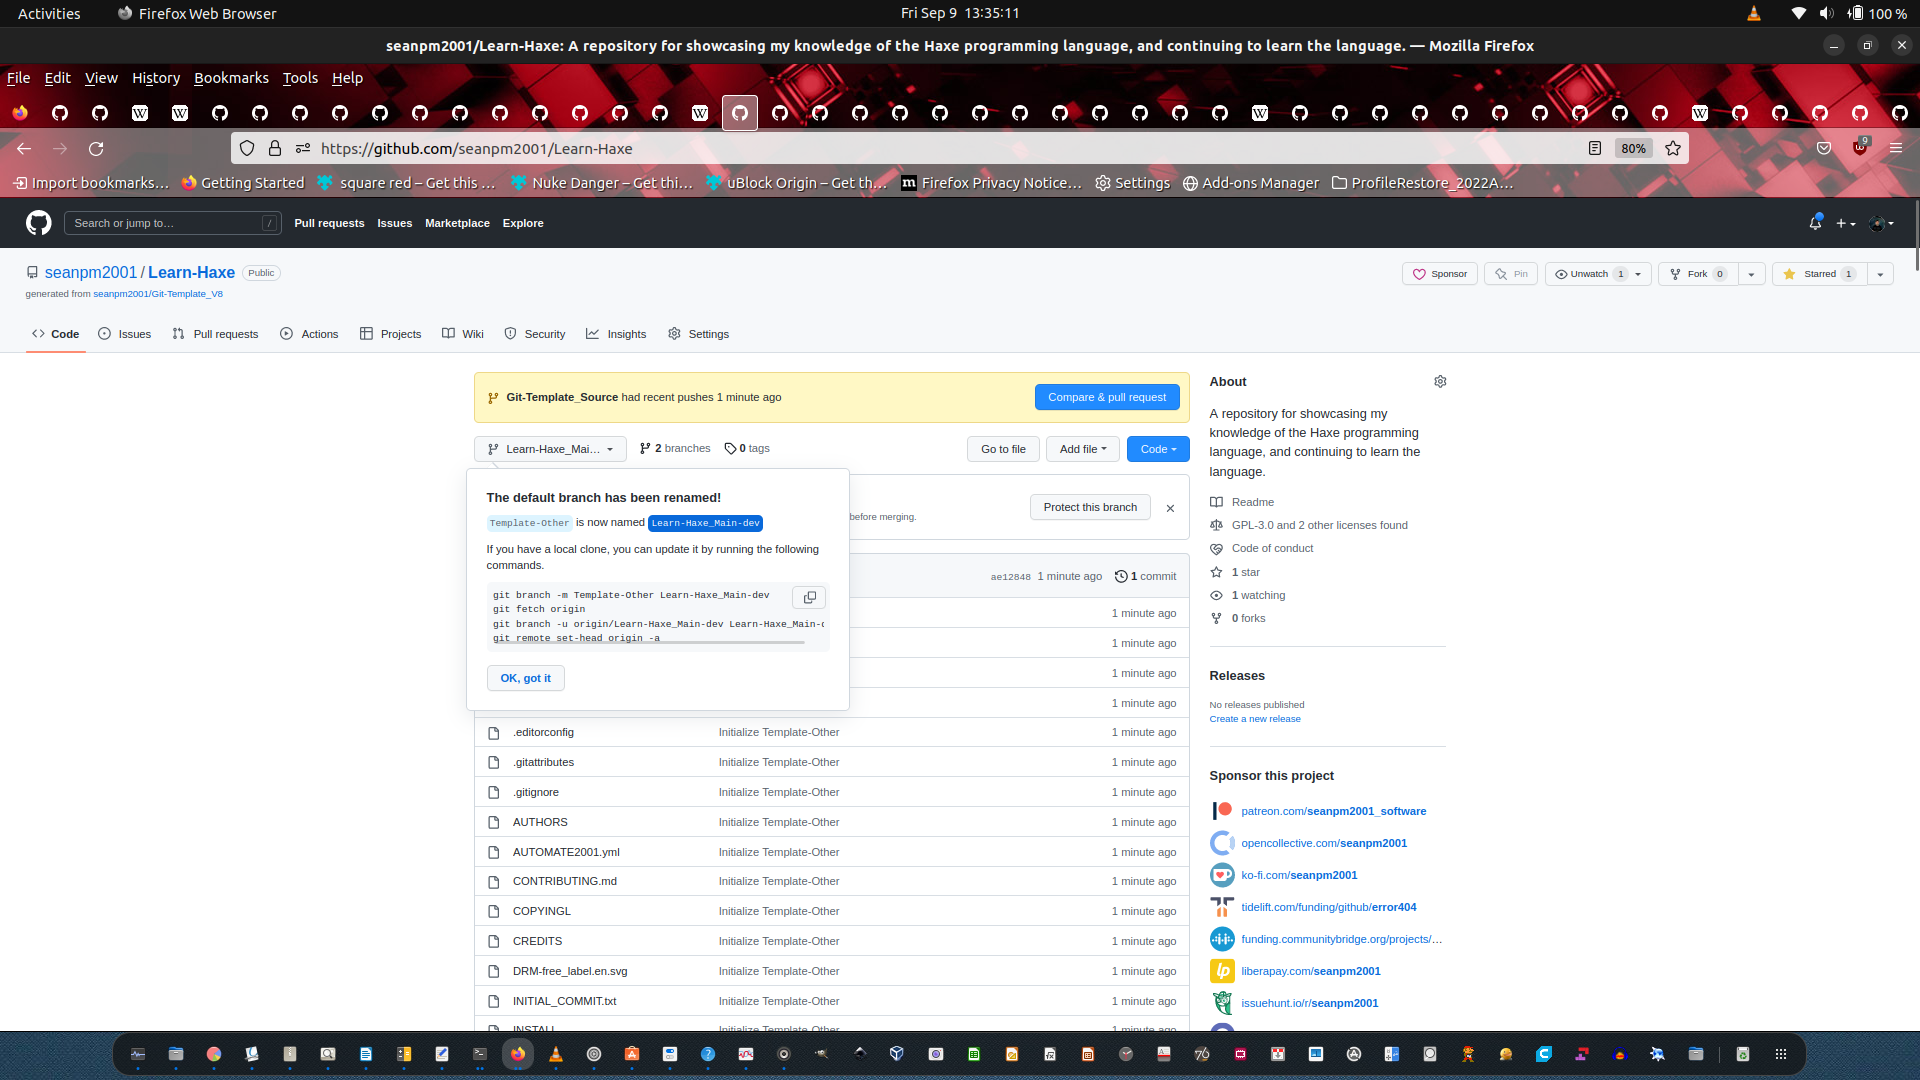 Activities
Firefox Web Browser
Fri Sep 9 13:35:11
100 %
seanpm2001/Learn-Haxe: A repository for showcasing my knowledge of the Haxe programming language, and continuing to learn the language. — Mozilla Firefox
File Edit View History Bookmarks Tools Help
https://github.com/seanpm2001/Learn-Haxe
80%
9
Import bookmarks…
Getting Started
square red – Get this …
Nuke Danger – Get thi…
uBlock Origin – Get th…
Firefox Privacy Notice…
Settings
Add-ons Manager
ProfileRestore_2022A…
Search or jump to…
/
Pull requests
Issues
Marketplace
Explore
seanpm2001 / Learn-Haxe
Public
generated from seanpm2001/Git-Template_V8
Sponsor
Pin
Unwatch 1
Fork 0
Starred 1
Code
Issues
Pull requests
Actions
Projects
Wiki
Security
Insights
Settings
Git-Template_Source had recent pushes 1 minute ago
Compare & pull request
Learn-Haxe_Mai…
2 branches
0 tags
Go to file
Add file
Code
The default branch has been renamed!
Template-Other is now named Learn-Haxe_Main-dev
If you have a local clone, you can update it by running the following
commands.
git branch -m Template-Other Learn-Haxe_Main-dev
git fetch origin
git branch -u origin/Learn-Haxe_Main-dev Learn-Haxe_Main-d
git remote set-head origin -a
OK, got it
before merging.
Protect this branch
ae12848 1 minute ago
1 commit
1 minute ago
1 minute ago
1 minute ago
1 minute ago
.editorconfig Initialize Template-Other 1 minute ago
.gitattributes Initialize Template-Other 1 minute ago
.gitignore Initialize Template-Other 1 minute ago
AUTHORS Initialize Template-Other 1 minute ago
AUTOMATE2001.yml Initialize Template-Other 1 minute ago
CONTRIBUTING.md Initialize Template-Other 1 minute ago
COPYINGL Initialize Template-Other 1 minute ago
CREDITS Initialize Template-Other 1 minute ago
DRM-free_label.en.svg Initialize Template-Other 1 minute ago
INITIAL_COMMIT.txt Initialize Template-Other 1 minute ago
INSTALL Initialize Template-Other 1 minute ago
About
A repository for showcasing my
knowledge of the Haxe programming
language, and continuing to learn the
language.
Readme
GPL-3.0 and 2 other licenses found
Code of conduct
1 star
1 watching
0 forks
Releases
No releases published
Create a new release
Sponsor this project
patreon.com/seanpm2001_software
opencollective.com/seanpm2001
ko-fi.com/seanpm2001
tidelift.com/funding/github/error404
funding.communitybridge.org/projects/…
liberapay.com/seanpm2001
issuehunt.io/r/seanpm2001